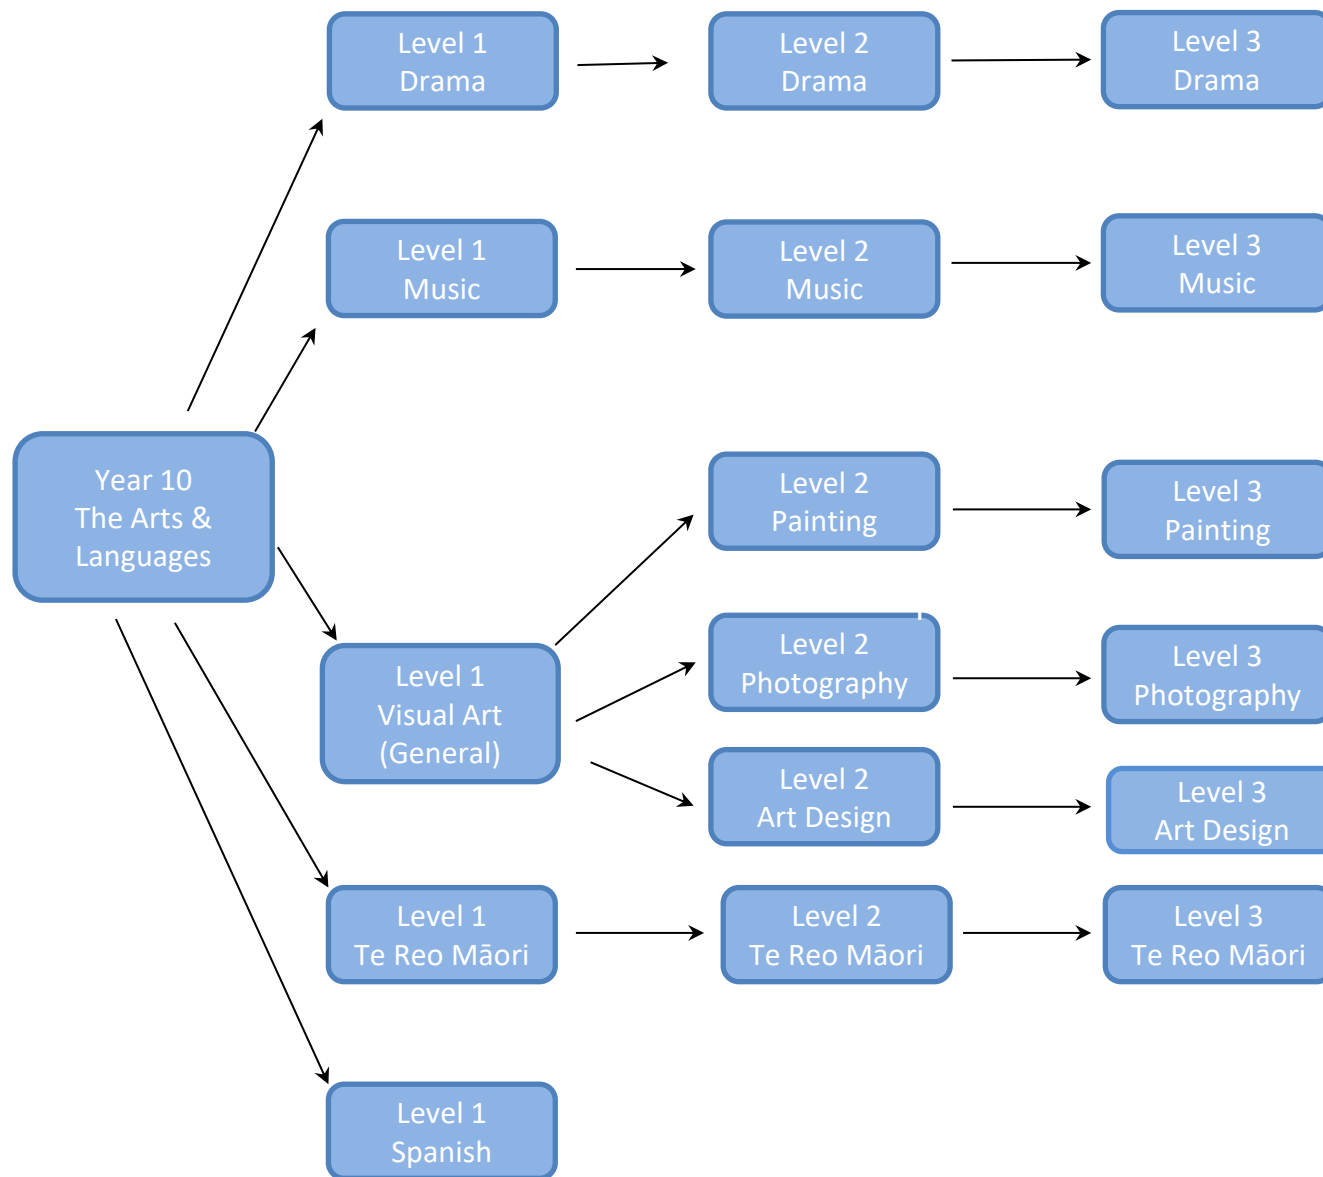 Level 1
Drama
Level 2
Drama
Level 3
Drama
Level 1
Music
Level 2
Music
Level 3
Music
Year 10
The Arts &
Languages
Level 2
Painting
Level 3
Painting
Level 1
Visual Art
(General)
Level 2
Photography
Level 3
Photography
Level 2
Art Design
Level 3
Art Design
Level 1
Te Reo Māori
Level 2
Te Reo Māori
Level 3
Te Reo Māori
Level 1
Spanish